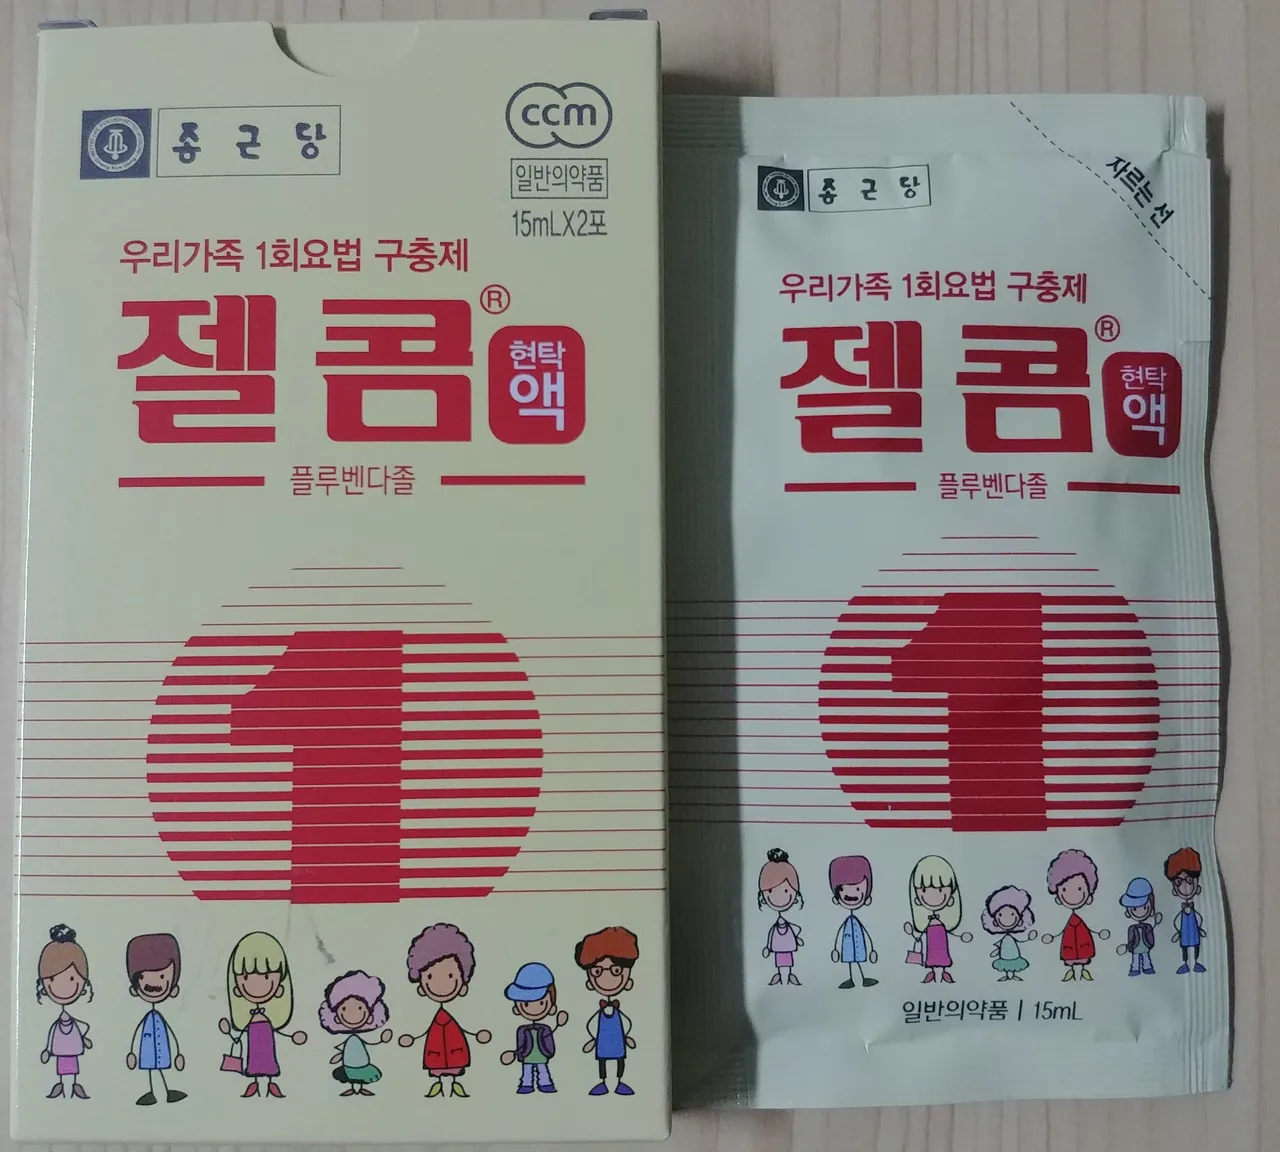 종근당
ccm
일반의약품
15mLX2포
우리가족 1회요법 구충제
젤콤®
현탁
액
플루벤다졸
1
종근당
자르는 선
우리가족 1회요법 구충제
젤콤®
현탁
액
플루벤다졸
1
일반의약품 | 15mL